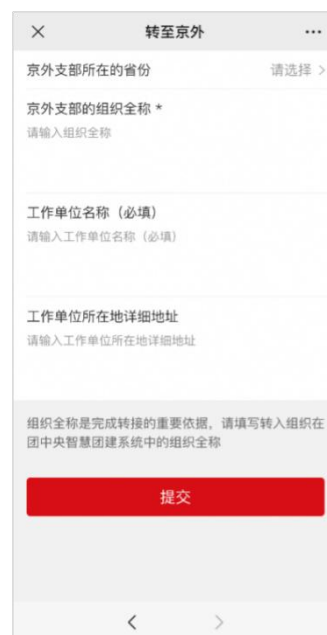 转至京外
京外支部所在的省份 请选择 >
京外支部的组织全称 *
请输入组织全称
工作单位名称（必填）
请输入工作单位名称（必填）
工作单位所在地详细地址
请输入工作单位所在地详细地址
组织全称是完成转接的重要依据，请填写转入组织在
团中央智慧团建系统中的组织全称
提交